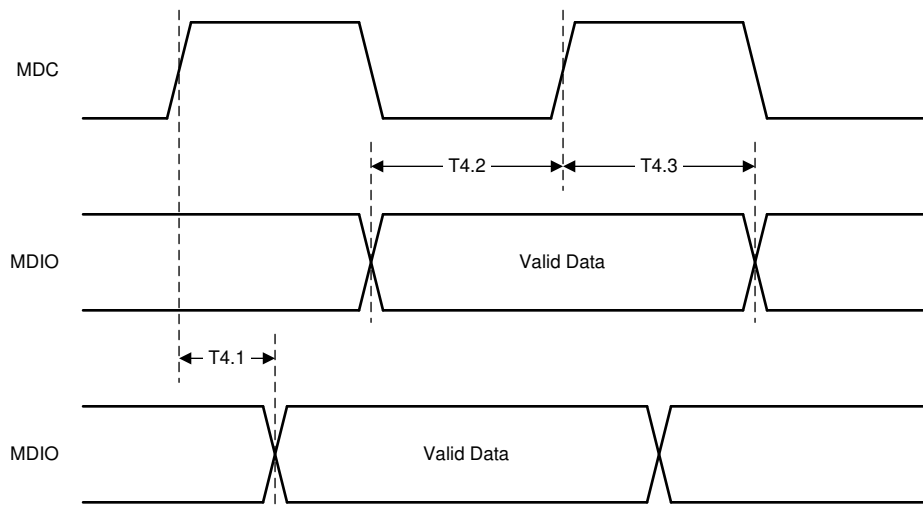 MDC
T4.2
T4.3
MDIO
Valid Data
T4.1
MDIO
Valid Data